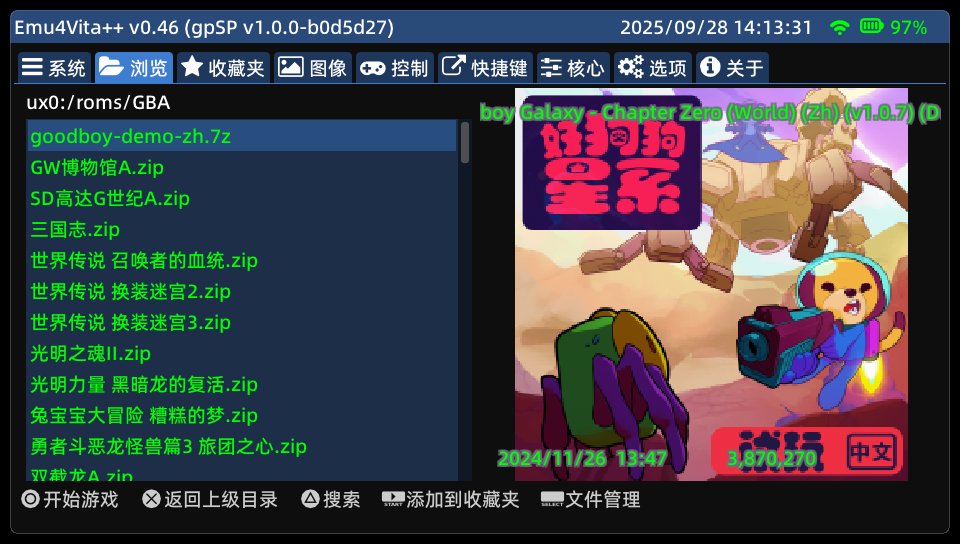 Emu4Vita++ v0.46 (gpSP v1.0.0-b0d5d27) 2025/09/28 14:13:31 97%
系统 浏览 收藏夹 图像 控制 快捷键 核心 选项 关于
ux0:/roms/GBA
boy Galaxy - Chapter Zero (World) (Zh) (v1.0.7) (D
goodboy-demo-zh.7z
GW博物馆A.zip
SD高达G世纪A.zip
三国志.zip
世界传说 召唤者的血统.zip
世界传说 换装迷宫2.zip
世界传说 换装迷宫3.zip
光明之魂II.zip
光明力量 黑暗龙的复活.zip
兔宝宝大冒险 糟糕的梦.zip
勇者斗恶龙怪兽篇3 旅团之心.zip
双截龙A.zip
好狗狗
星系
试玩 中文
2024/11/26 13:47 3,870,270
开始游戏 返回上级目录 搜索 START 添加到收藏夹 SELECT 文件管理